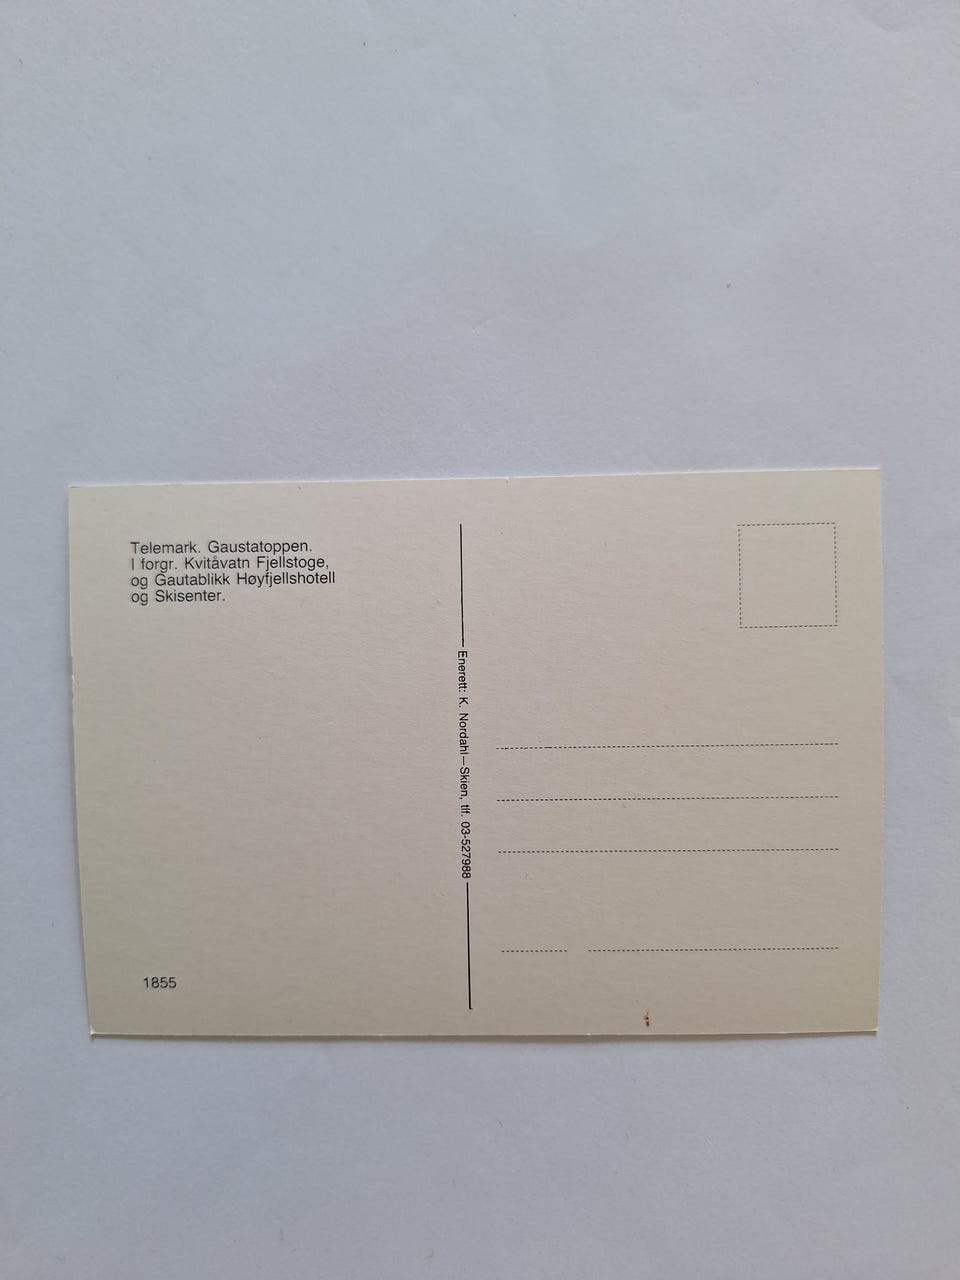 Telemark. Gaustatoppen.
I forgr. Kvitåvatn Fjellstoge,
og Gautablikk Høyfjellshotell
og Skisenter.
Enerett: K. Nordahl—Skien, tlf. 03-527988
1855